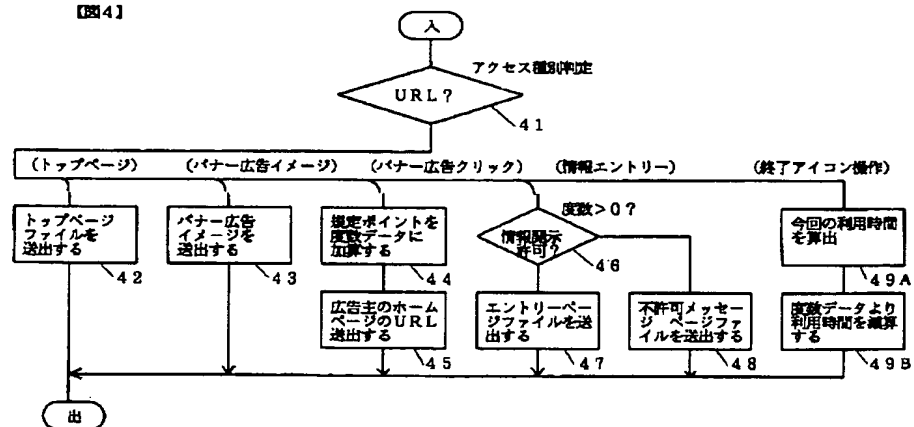 【図4】
入
アクセス種別判定
URL?
41
(トップページ)
(バナー広告イメージ)
(バナー広告クリック)
(情報エントリー)
(終了アイコン操作)
トップページ
ファイルを
送出する
42
バナー広告
イメージを
送出する
43
規定ポイントを
度数データに
加算する
44
度数>0?
情報開示
許可?
46
今回の利用時間
を算出
49A
広告主のホーム
ページのURL
送出する
45
エントリーペー
ジファイルを送
出する
47
不許可メッセー
ジ ページファ
イルを送出する
48
度数データより
利用時間を減算
する
49B
出